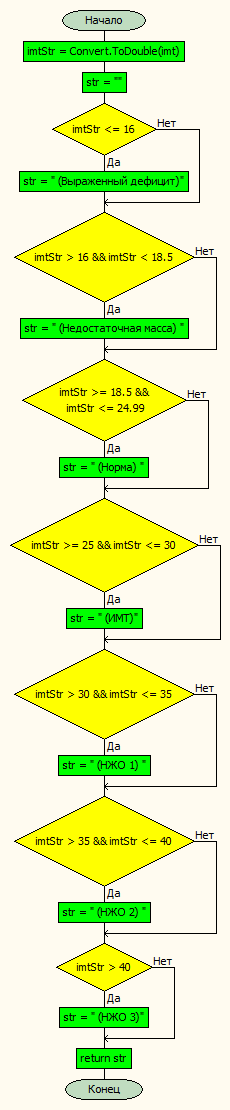 Начало
imtStr = Convert.ToDouble(imt)
str = ""
imtStr <= 16
Нет
Да
str = " (Выраженный дефицит)"
imtStr > 16 && imtStr < 18.5
Нет
Да
str = " (Недостаточная масса) "
imtStr >= 18.5 &&
imtStr <= 24.99
Нет
Да
str = " (Норма) "
imtStr >= 25 && imtStr <= 30
Нет
Да
str = " (ИМТ)"
imtStr > 30 && imtStr <= 35
Нет
Да
str = " (НЖО 1) "
imtStr > 35 && imtStr <= 40
Нет
Да
str = " (НЖО 2) "
imtStr > 40
Нет
Да
str = " (НЖО 3)"
return str
Конец